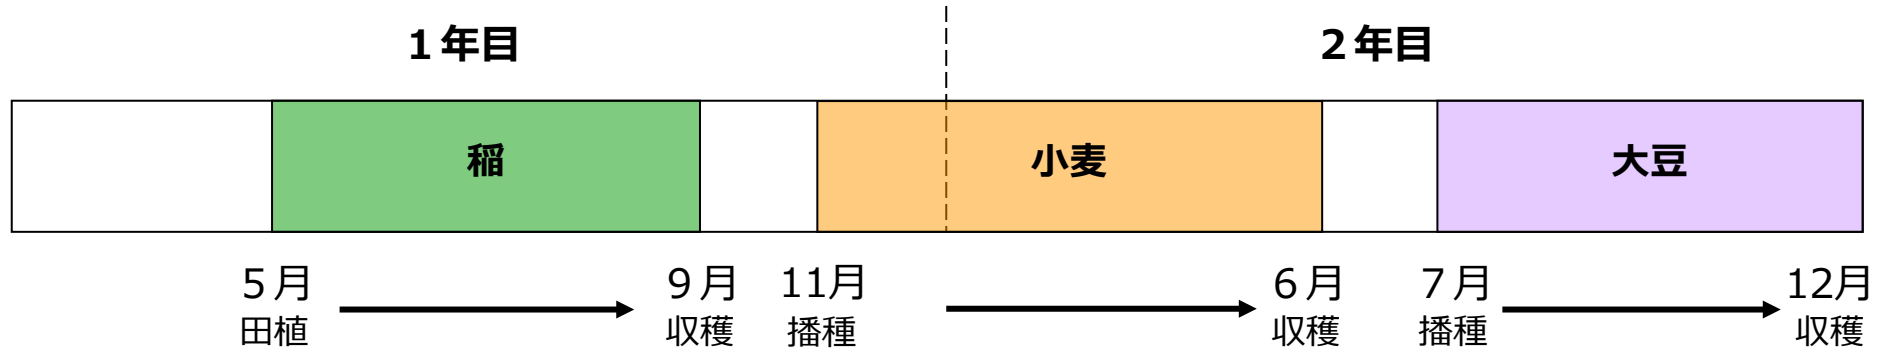 １年目
２年目
稲
小麦
大豆
５月
田植
９月
収穫
11月
播種
６月
収穫
７月
播種
12月
収穫